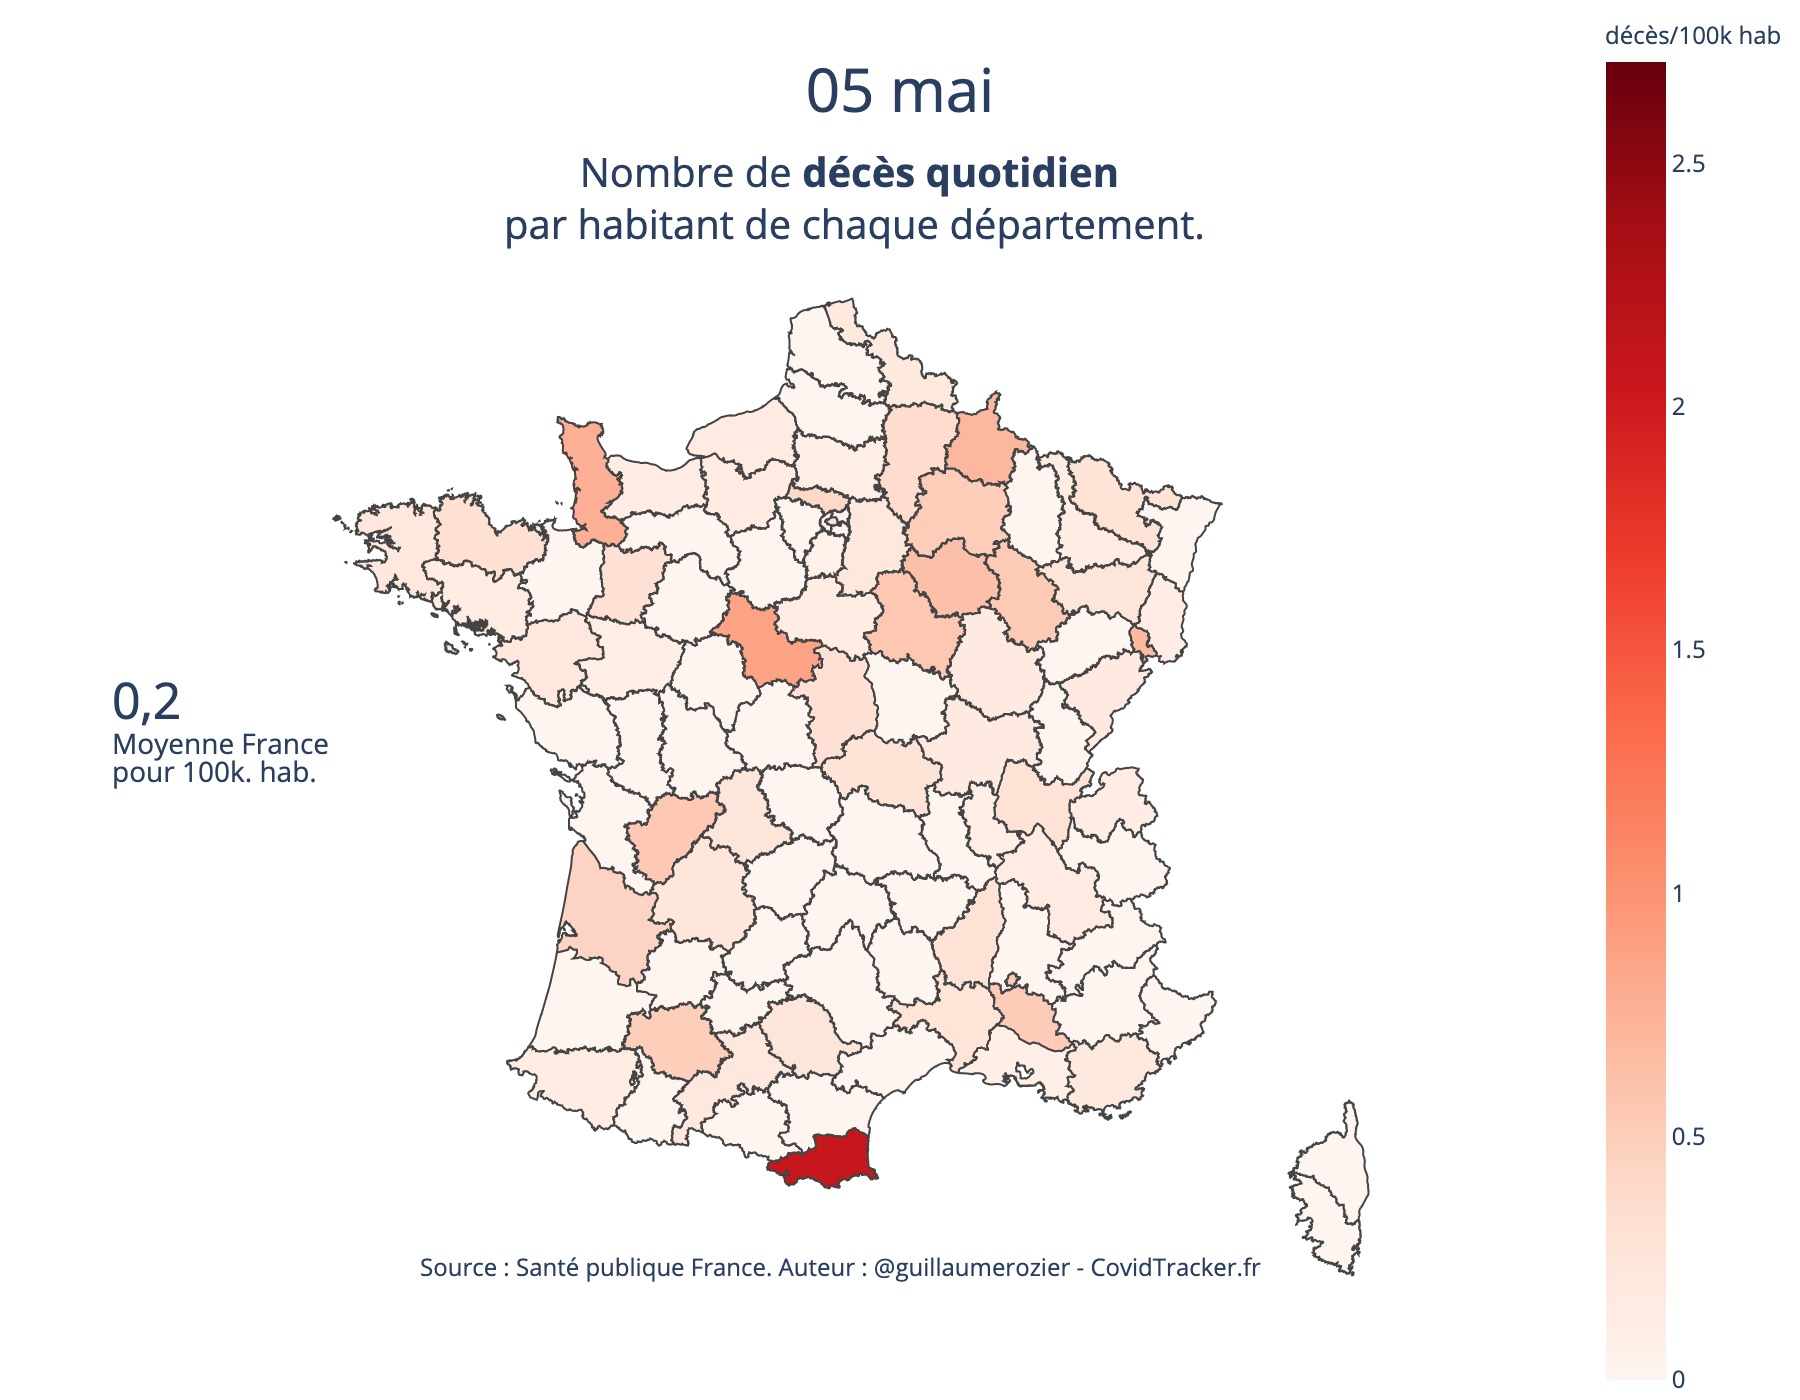 décès/100k hab
05 mai
Nombre de décès quotidien
par habitant de chaque département.
2.5
2
1.5
1
0.5
0
0,2
Moyenne France
pour 100k. hab.
Source : Santé publique France. Auteur : @guillaumerozier - CovidTracker.fr